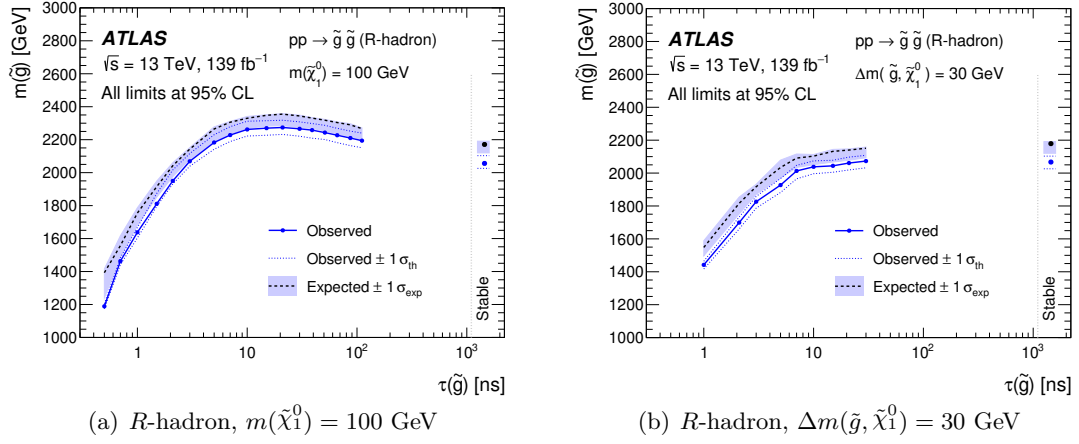 3000
2800
2600
2400
2200
2000
1800
1600
1400
1200
1000
m(g̃) [GeV]
ATLAS
√s = 13 TeV, 139 fb⁻¹
All limits at 95% CL
pp → g̃ g̃ (R-hadron)
m(χ̃₁⁰) = 100 GeV
Observed
Observed ± 1 σ_th
Expected ± 1 σ_exp
Stable
1 10 10² 10³
τ(g̃) [ns]
(a) R-hadron, m(χ̃₁⁰) = 100 GeV
3000
2800
2600
2400
2200
2000
1800
1600
1400
1200
1000
m(g̃) [GeV]
ATLAS
√s = 13 TeV, 139 fb⁻¹
All limits at 95% CL
pp → g̃ g̃ (R-hadron)
Δm( g̃, χ̃₁⁰ ) = 30 GeV
Observed
Observed ± 1 σ_th
Expected ± 1 σ_exp
Stable
1 10 10² 10³
τ(g̃) [ns]
(b) R-hadron, Δm(g̃, χ̃₁⁰) = 30 GeV